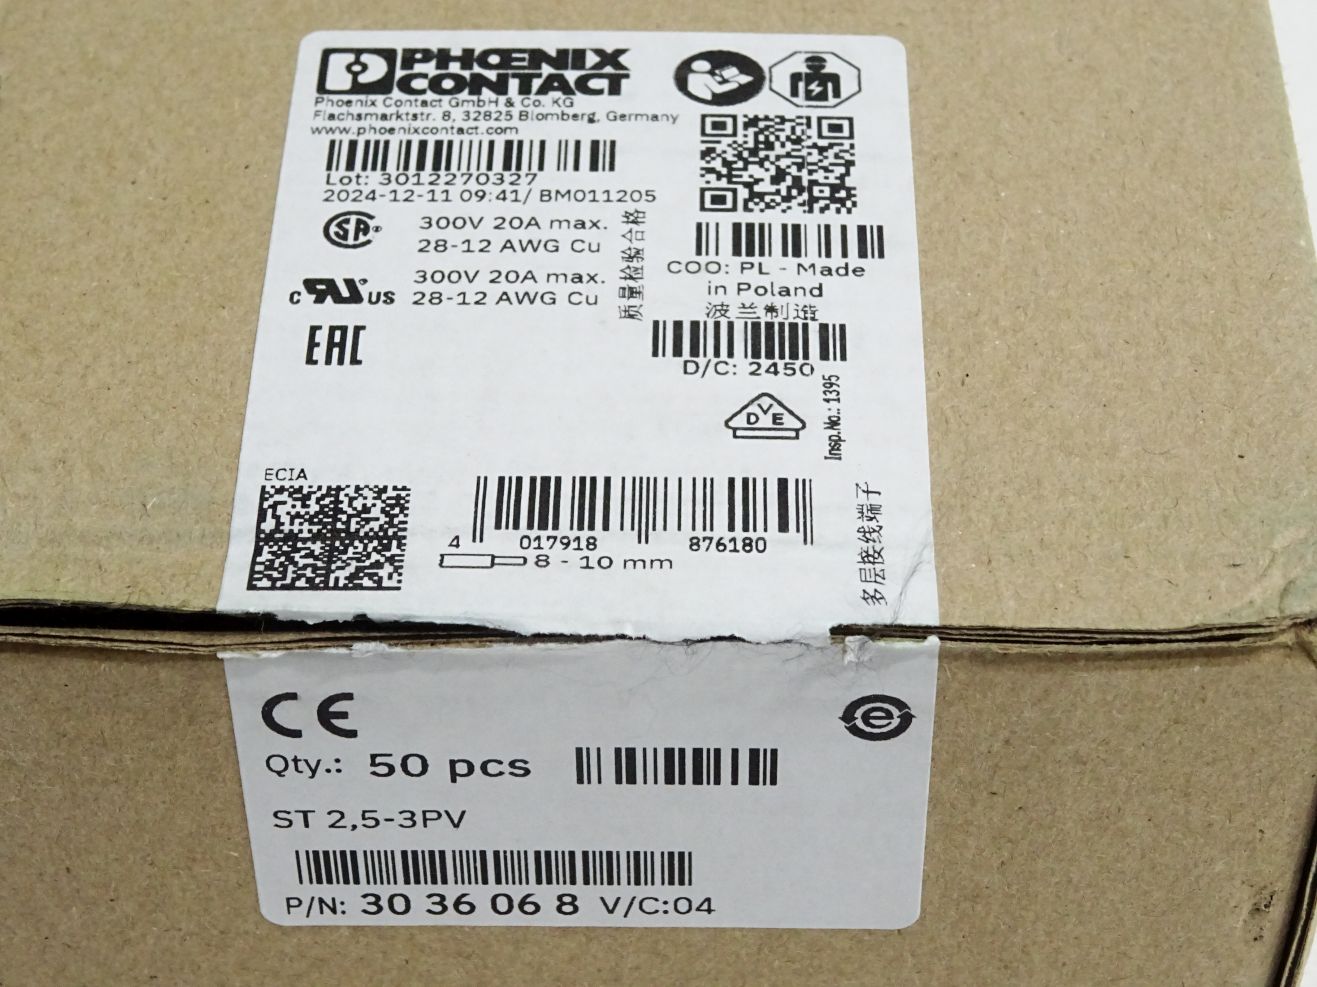 PHOENIX
CONTACT
Phoenix Contact GmbH & Co. KG
Flachsmarktstr. 8, 32825 Blomberg, Germany
www.phoenixcontact.com
Lot: 3012270327
2024-12-11 09:41/ BM011205
SA
300V 20A max.
28-12 AWG Cu
质量检验合格
c RU US
300V 20A max.
28-12 AWG Cu
EAC
COO: PL - Made
in Poland
波兰制造
D/C: 2450
DVE
Insp.No.: 1395
ECIA
4 017918 876180
8 - 10 mm
多层接线端子
CE
e
Qty.: 50 pcs
ST 2,5-3PV
P/N: 30 36 06 8 V/C:04